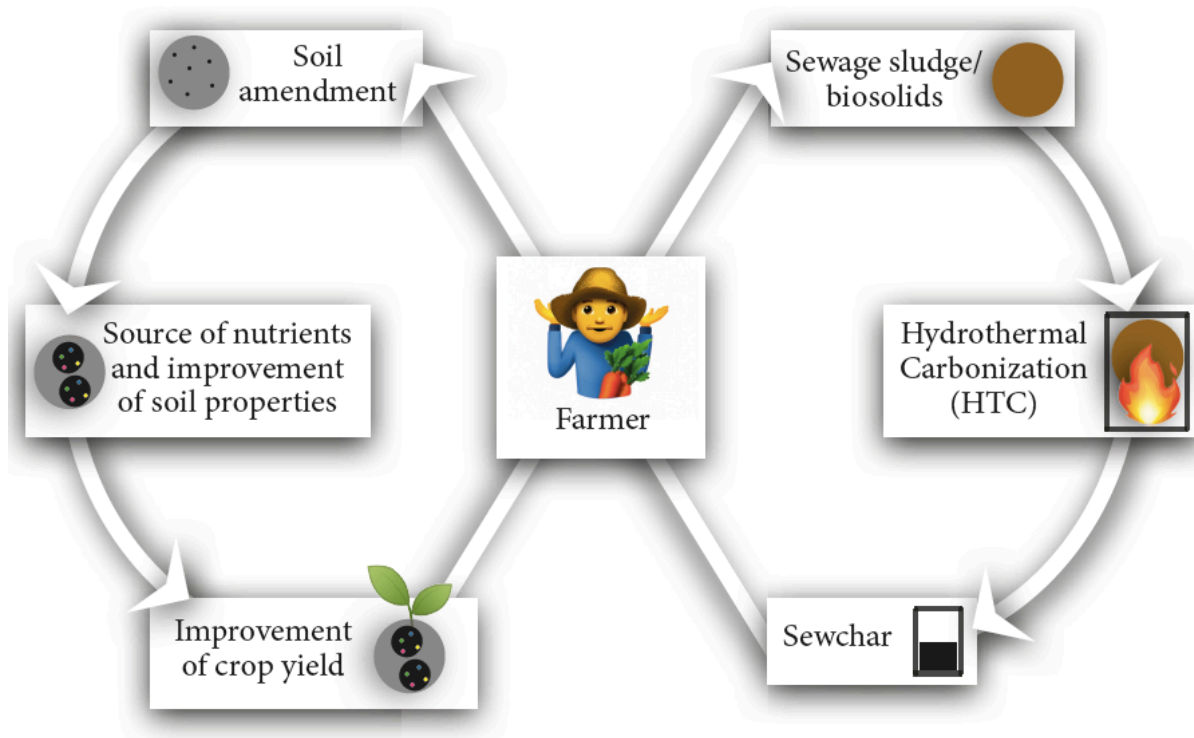 Soil
amendment
Sewage sludge/
biosolids
Source of nutrients
and improvement
of soil properties
Farmer
Hydrothermal
Carbonization
(HTC)
Improvement
of crop yield
Sewchar